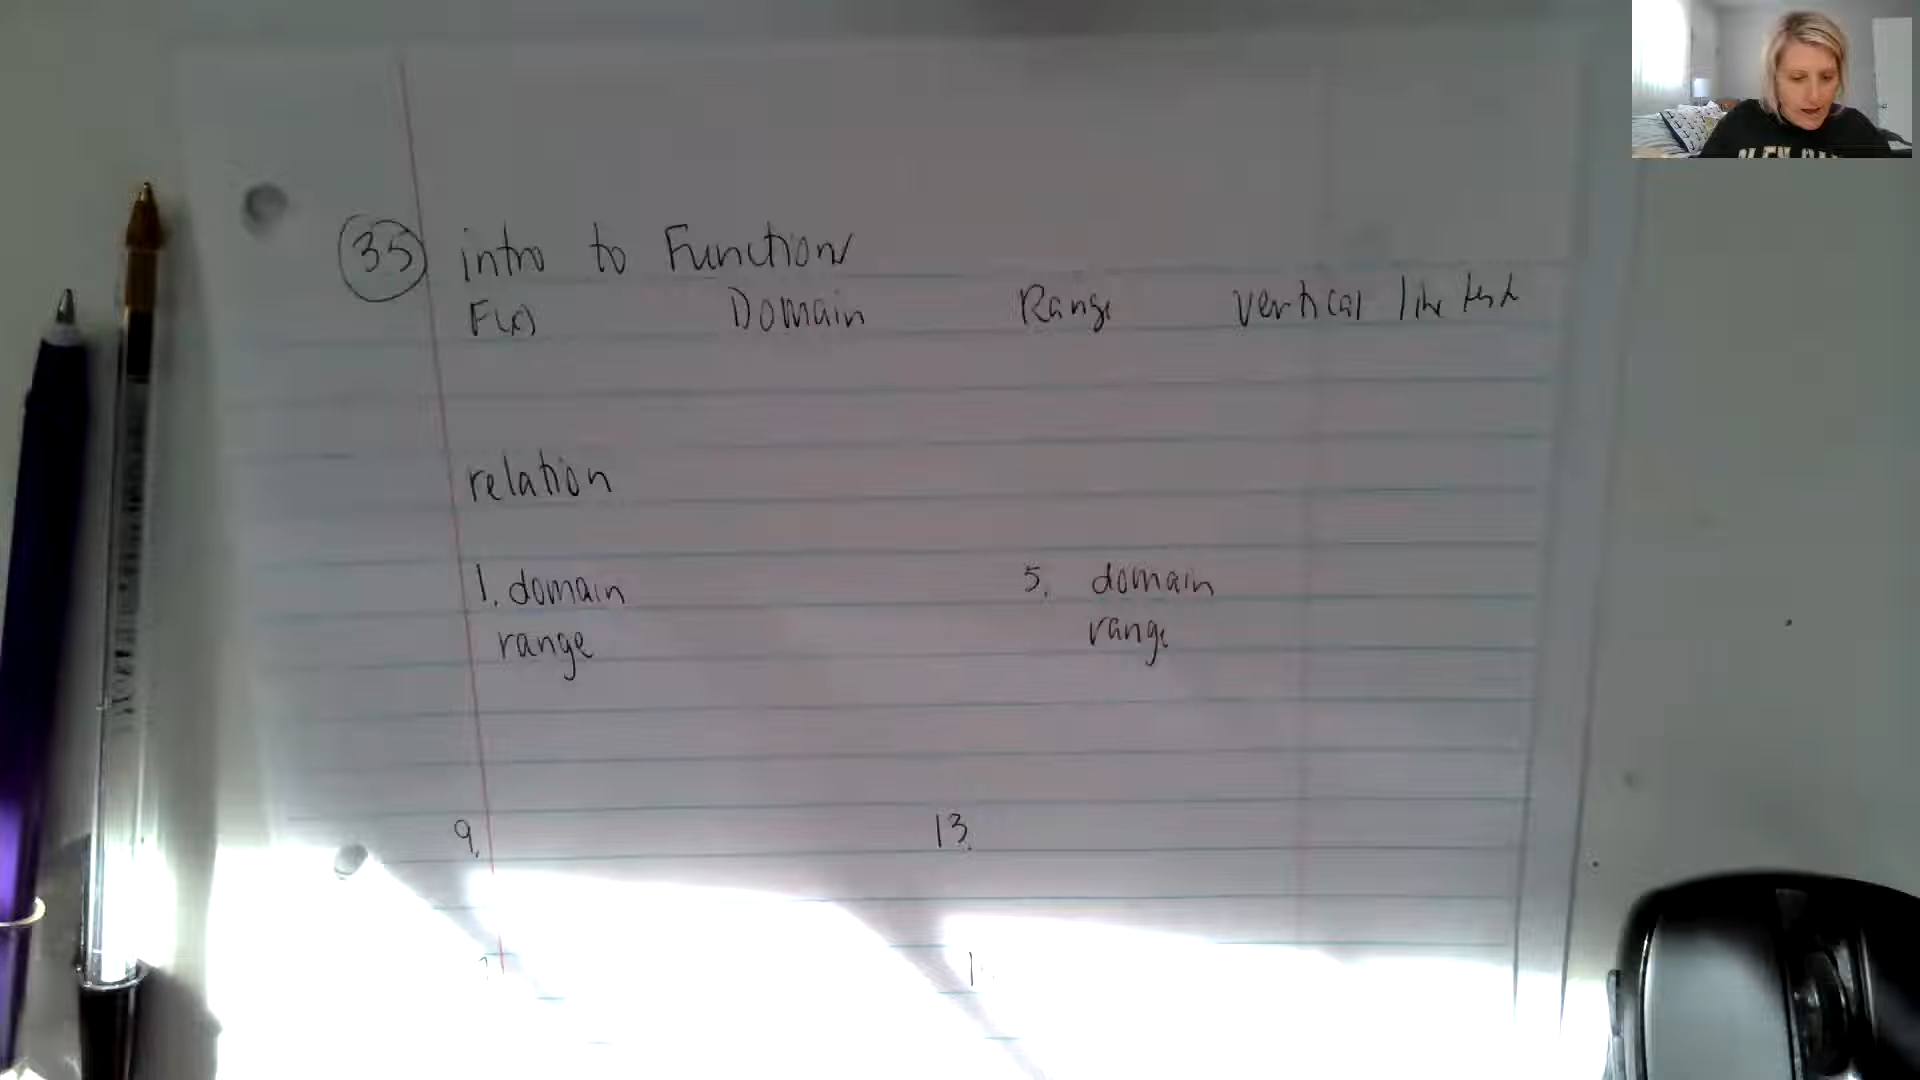 35 intro to Function
F(x) Domain Range vertical line test
relation
1. domain 5. domain
range range
9. 13.